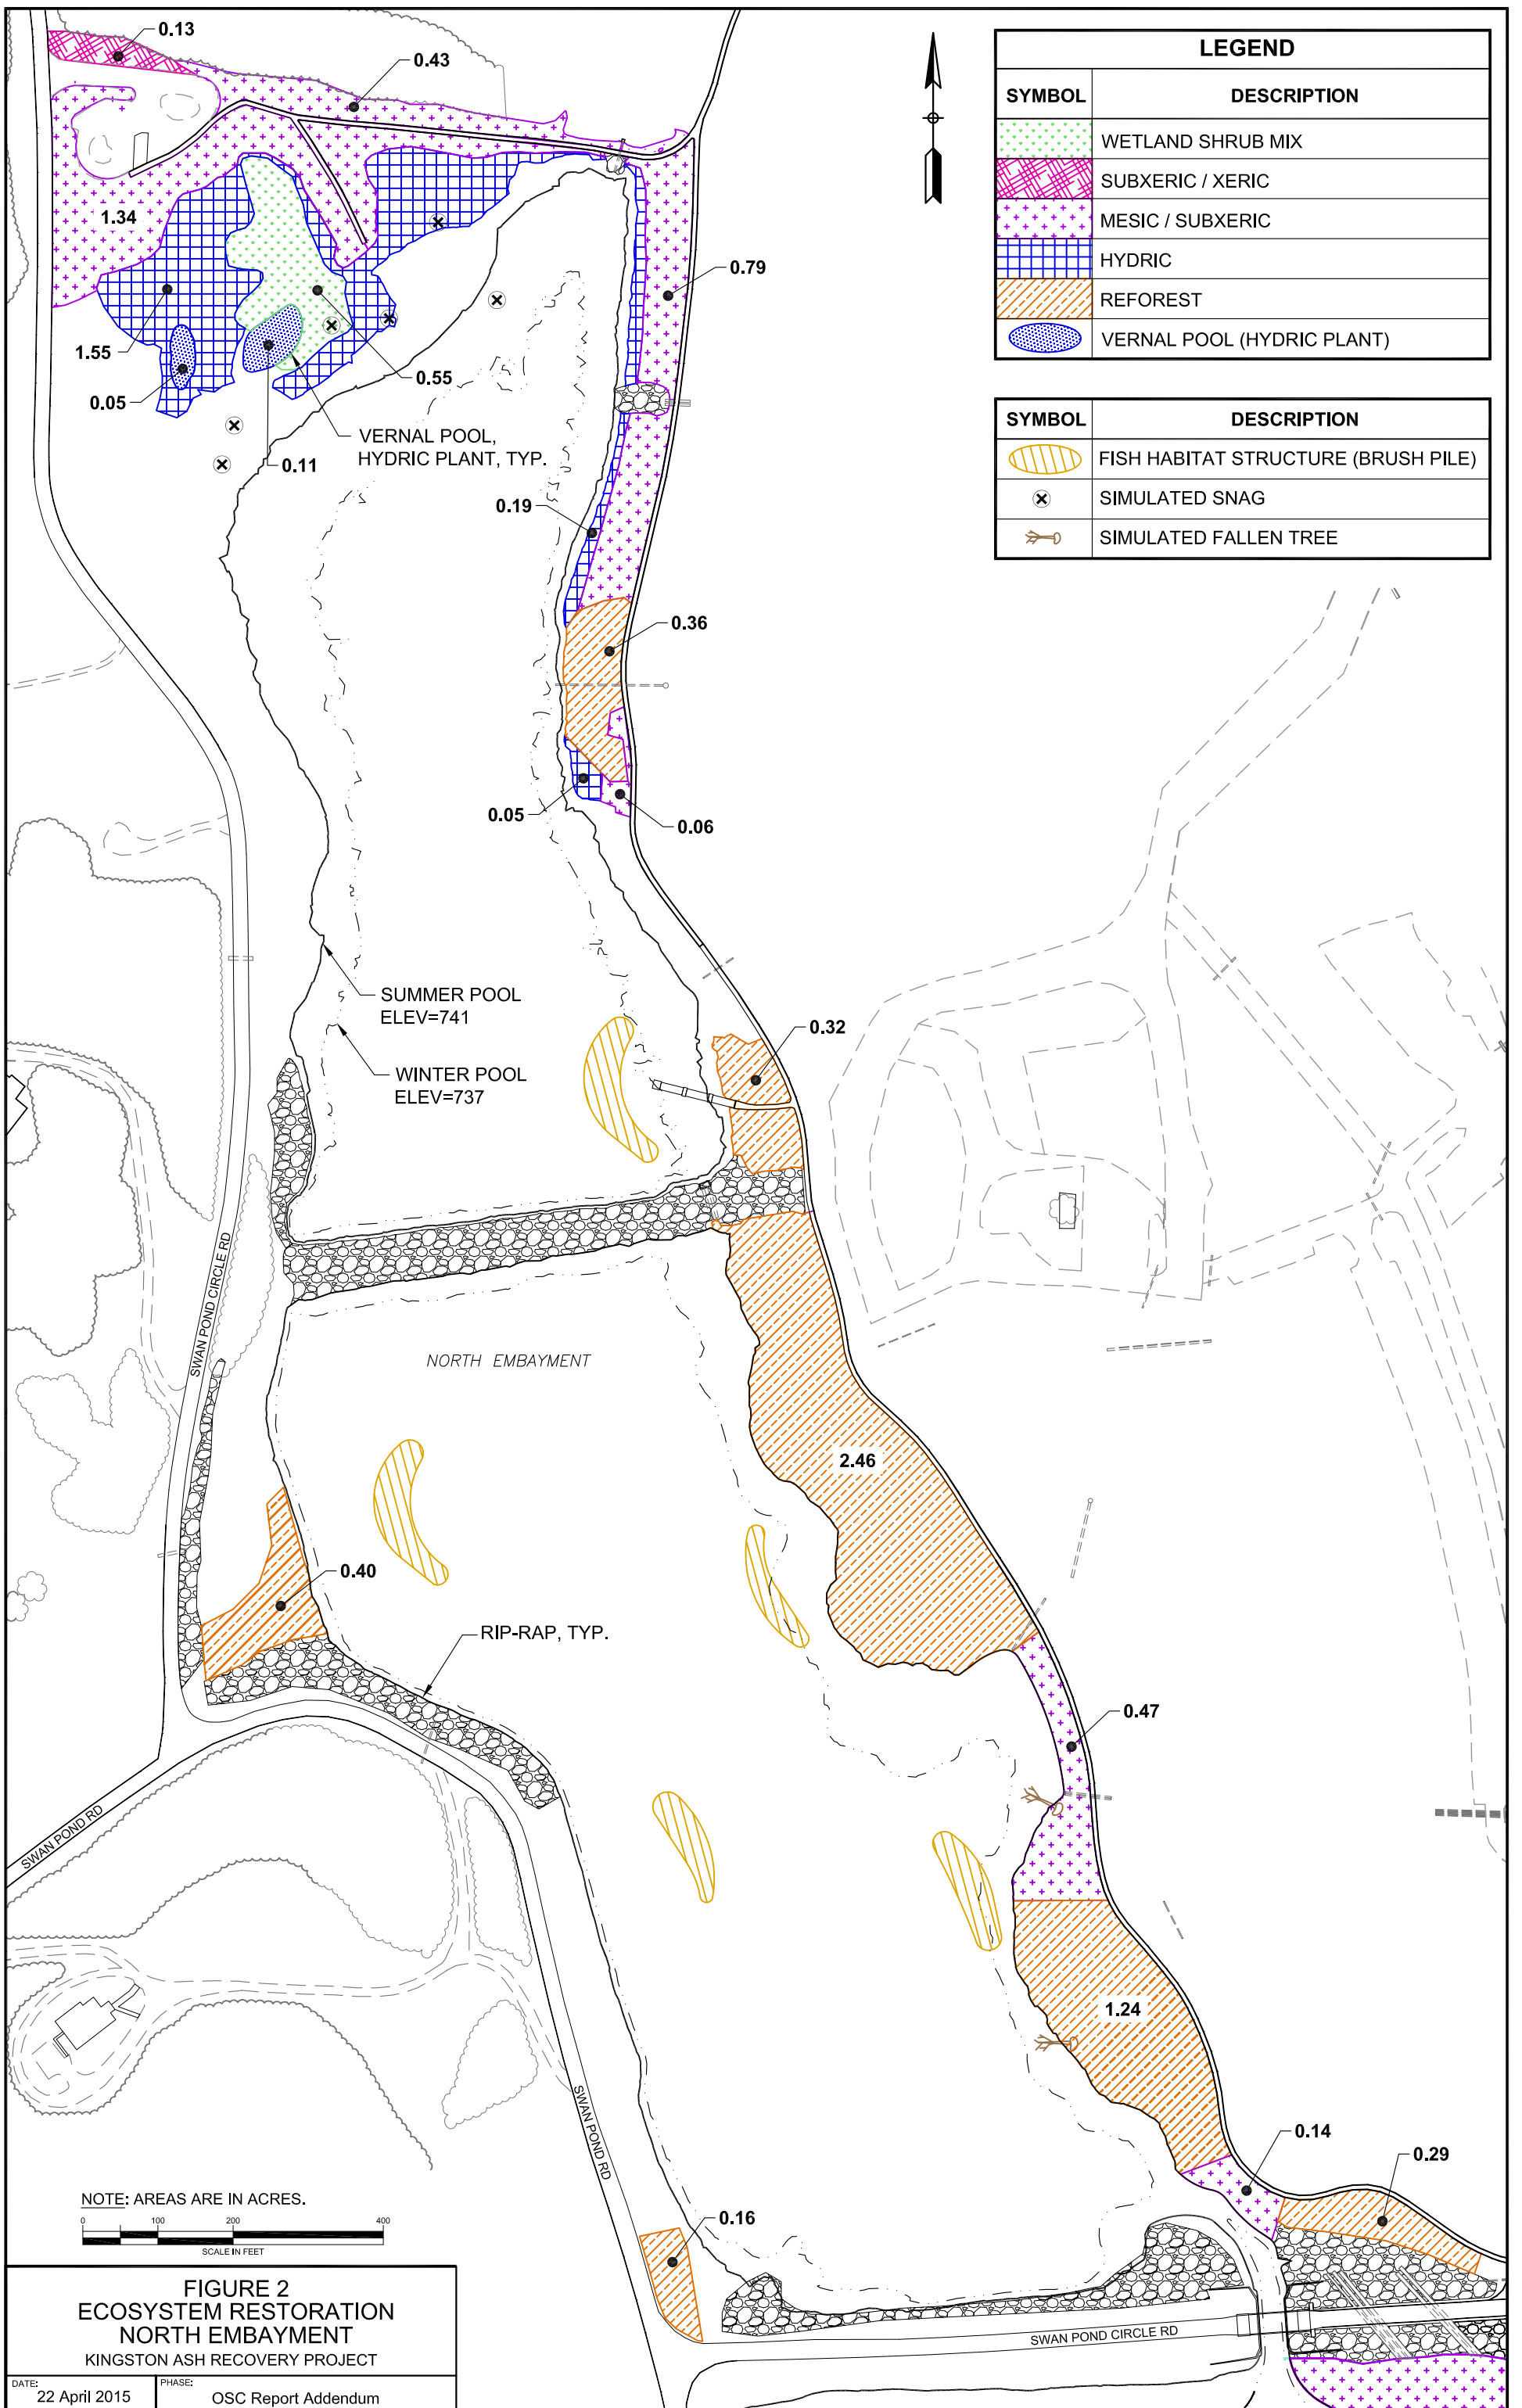 0.13
0.43
1.34
0.79
1.55
0.05
0.55
0.11
VERNAL POOL,
HYDRIC PLANT, TYP.
0.19
0.36
0.05
0.06
SUMMER POOL
ELEV=741
WINTER POOL
ELEV=737
0.32
SWAN POND CIRCLE RD
NORTH EMBAYMENT
2.46
0.40
RIP-RAP, TYP.
0.47
SWAN POND RD
1.24
SWAN POND RD
0.14
0.29
0.16
SWAN POND CIRCLE RD
LEGEND
SYMBOL DESCRIPTION
WETLAND SHRUB MIX
SUBXERIC / XERIC
MESIC / SUBXERIC
HYDRIC
REFOREST
VERNAL POOL (HYDRIC PLANT)
SYMBOL DESCRIPTION
FISH HABITAT STRUCTURE (BRUSH PILE)
SIMULATED SNAG
SIMULATED FALLEN TREE
NOTE: AREAS ARE IN ACRES.
0 100 200 400
SCALE IN FEET
FIGURE 2
ECOSYSTEM RESTORATION
NORTH EMBAYMENT
KINGSTON ASH RECOVERY PROJECT
DATE: 22 April 2015
PHASE: OSC Report Addendum